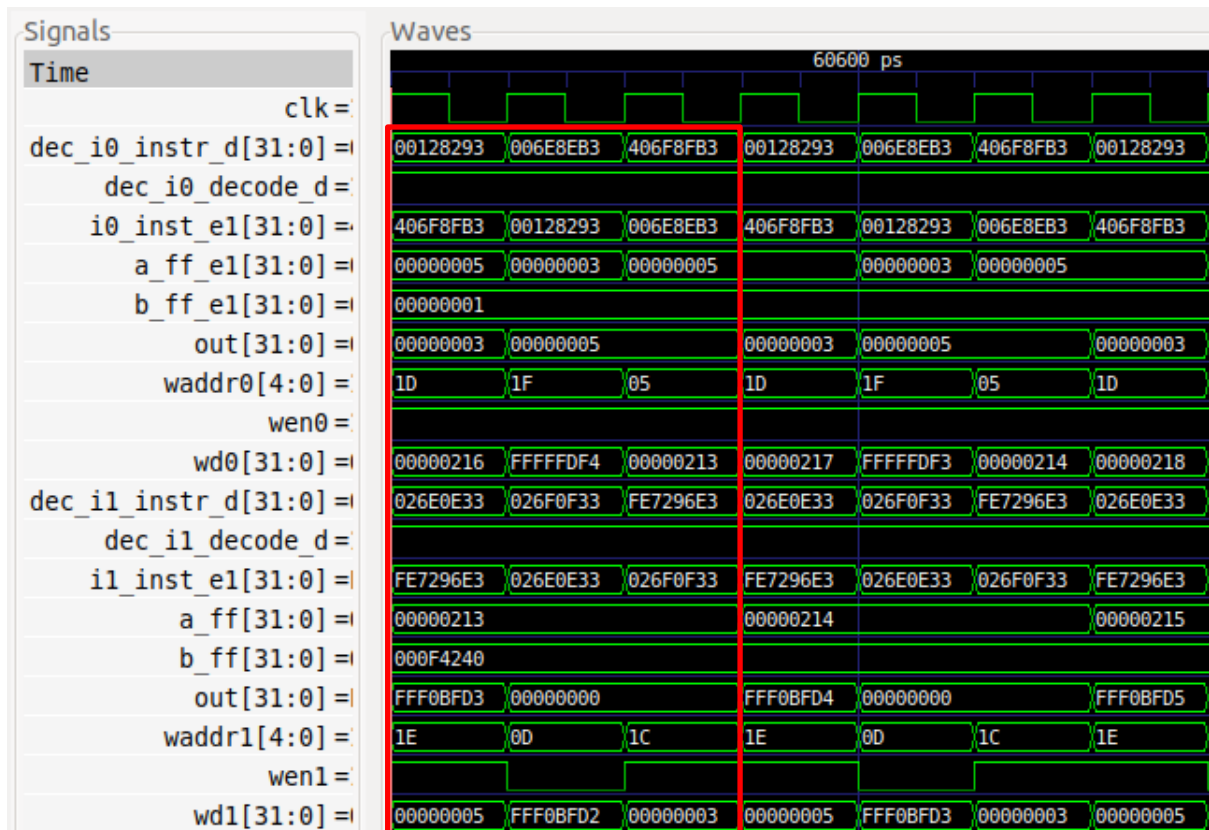 Signals Waves
Time 60600 ps
clk =
dec_i0_instr_d[31:0] = 00128293 006E8EB3 406F8FB3 00128293 006E8EB3 406F8FB3 00128293
dec_i0_decode_d =
i0_inst_e1[31:0] = 406F8FB3 00128293 006E8EB3 406F8FB3 00128293 006E8EB3 406F8FB3
a_ff_e1[31:0] = 00000005 00000003 00000005 00000003 00000005
b_ff_e1[31:0] = 00000001
out[31:0] = 00000003 00000005 00000003 00000005 00000003
waddr0[4:0] = 1D 1F 05 1D 1F 05 1D
wen0 =
wd0[31:0] = 00000216 FFFFFDF4 00000213 00000217 FFFFFDF3 00000214 00000218
dec_i1_instr_d[31:0] = 026E0E33 026F0F33 FE7296E3 026E0E33 026F0F33 FE7296E3 026E0E33
dec_i1_decode_d =
i1_inst_e1[31:0] = FE7296E3 026E0E33 026F0F33 FE7296E3 026E0E33 026F0F33 FE7296E3
a_ff[31:0] = 00000213 00000214 00000215
b_ff[31:0] = 000F4240
out[31:0] = FFF0BFD3 00000000 FFF0BFD4 00000000 FFF0BFD5
waddr1[4:0] = 1E 0D 1C 1E 0D 1C 1E
wen1 =
wd1[31:0] = 00000005 FFF0BFD2 00000003 00000005 FFF0BFD3 00000003 00000005